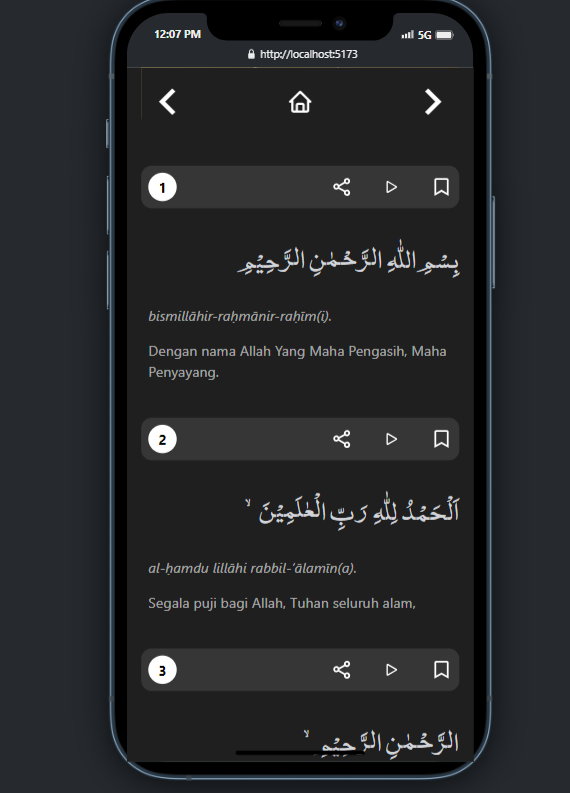 12:07 PM
5G
http://localhost:5173
1
بِسْمِ اللّٰهِ الرَّحْمٰنِ الرَّحِيْمِ
bismillāhir-raḥmānir-raḥīm(i).
Dengan nama Allah Yang Maha Pengasih, Maha
Penyayang.
2
اَلْحَمْدُ لِلّٰهِ رَبِّ الْعٰلَمِيْنَۙ
al-ḥamdu lillāhi rabbil-‘ālamīn(a).
Segala puji bagi Allah, Tuhan seluruh alam,
3
الرَّحْمٰنِ الرَّحِيْمِۙ